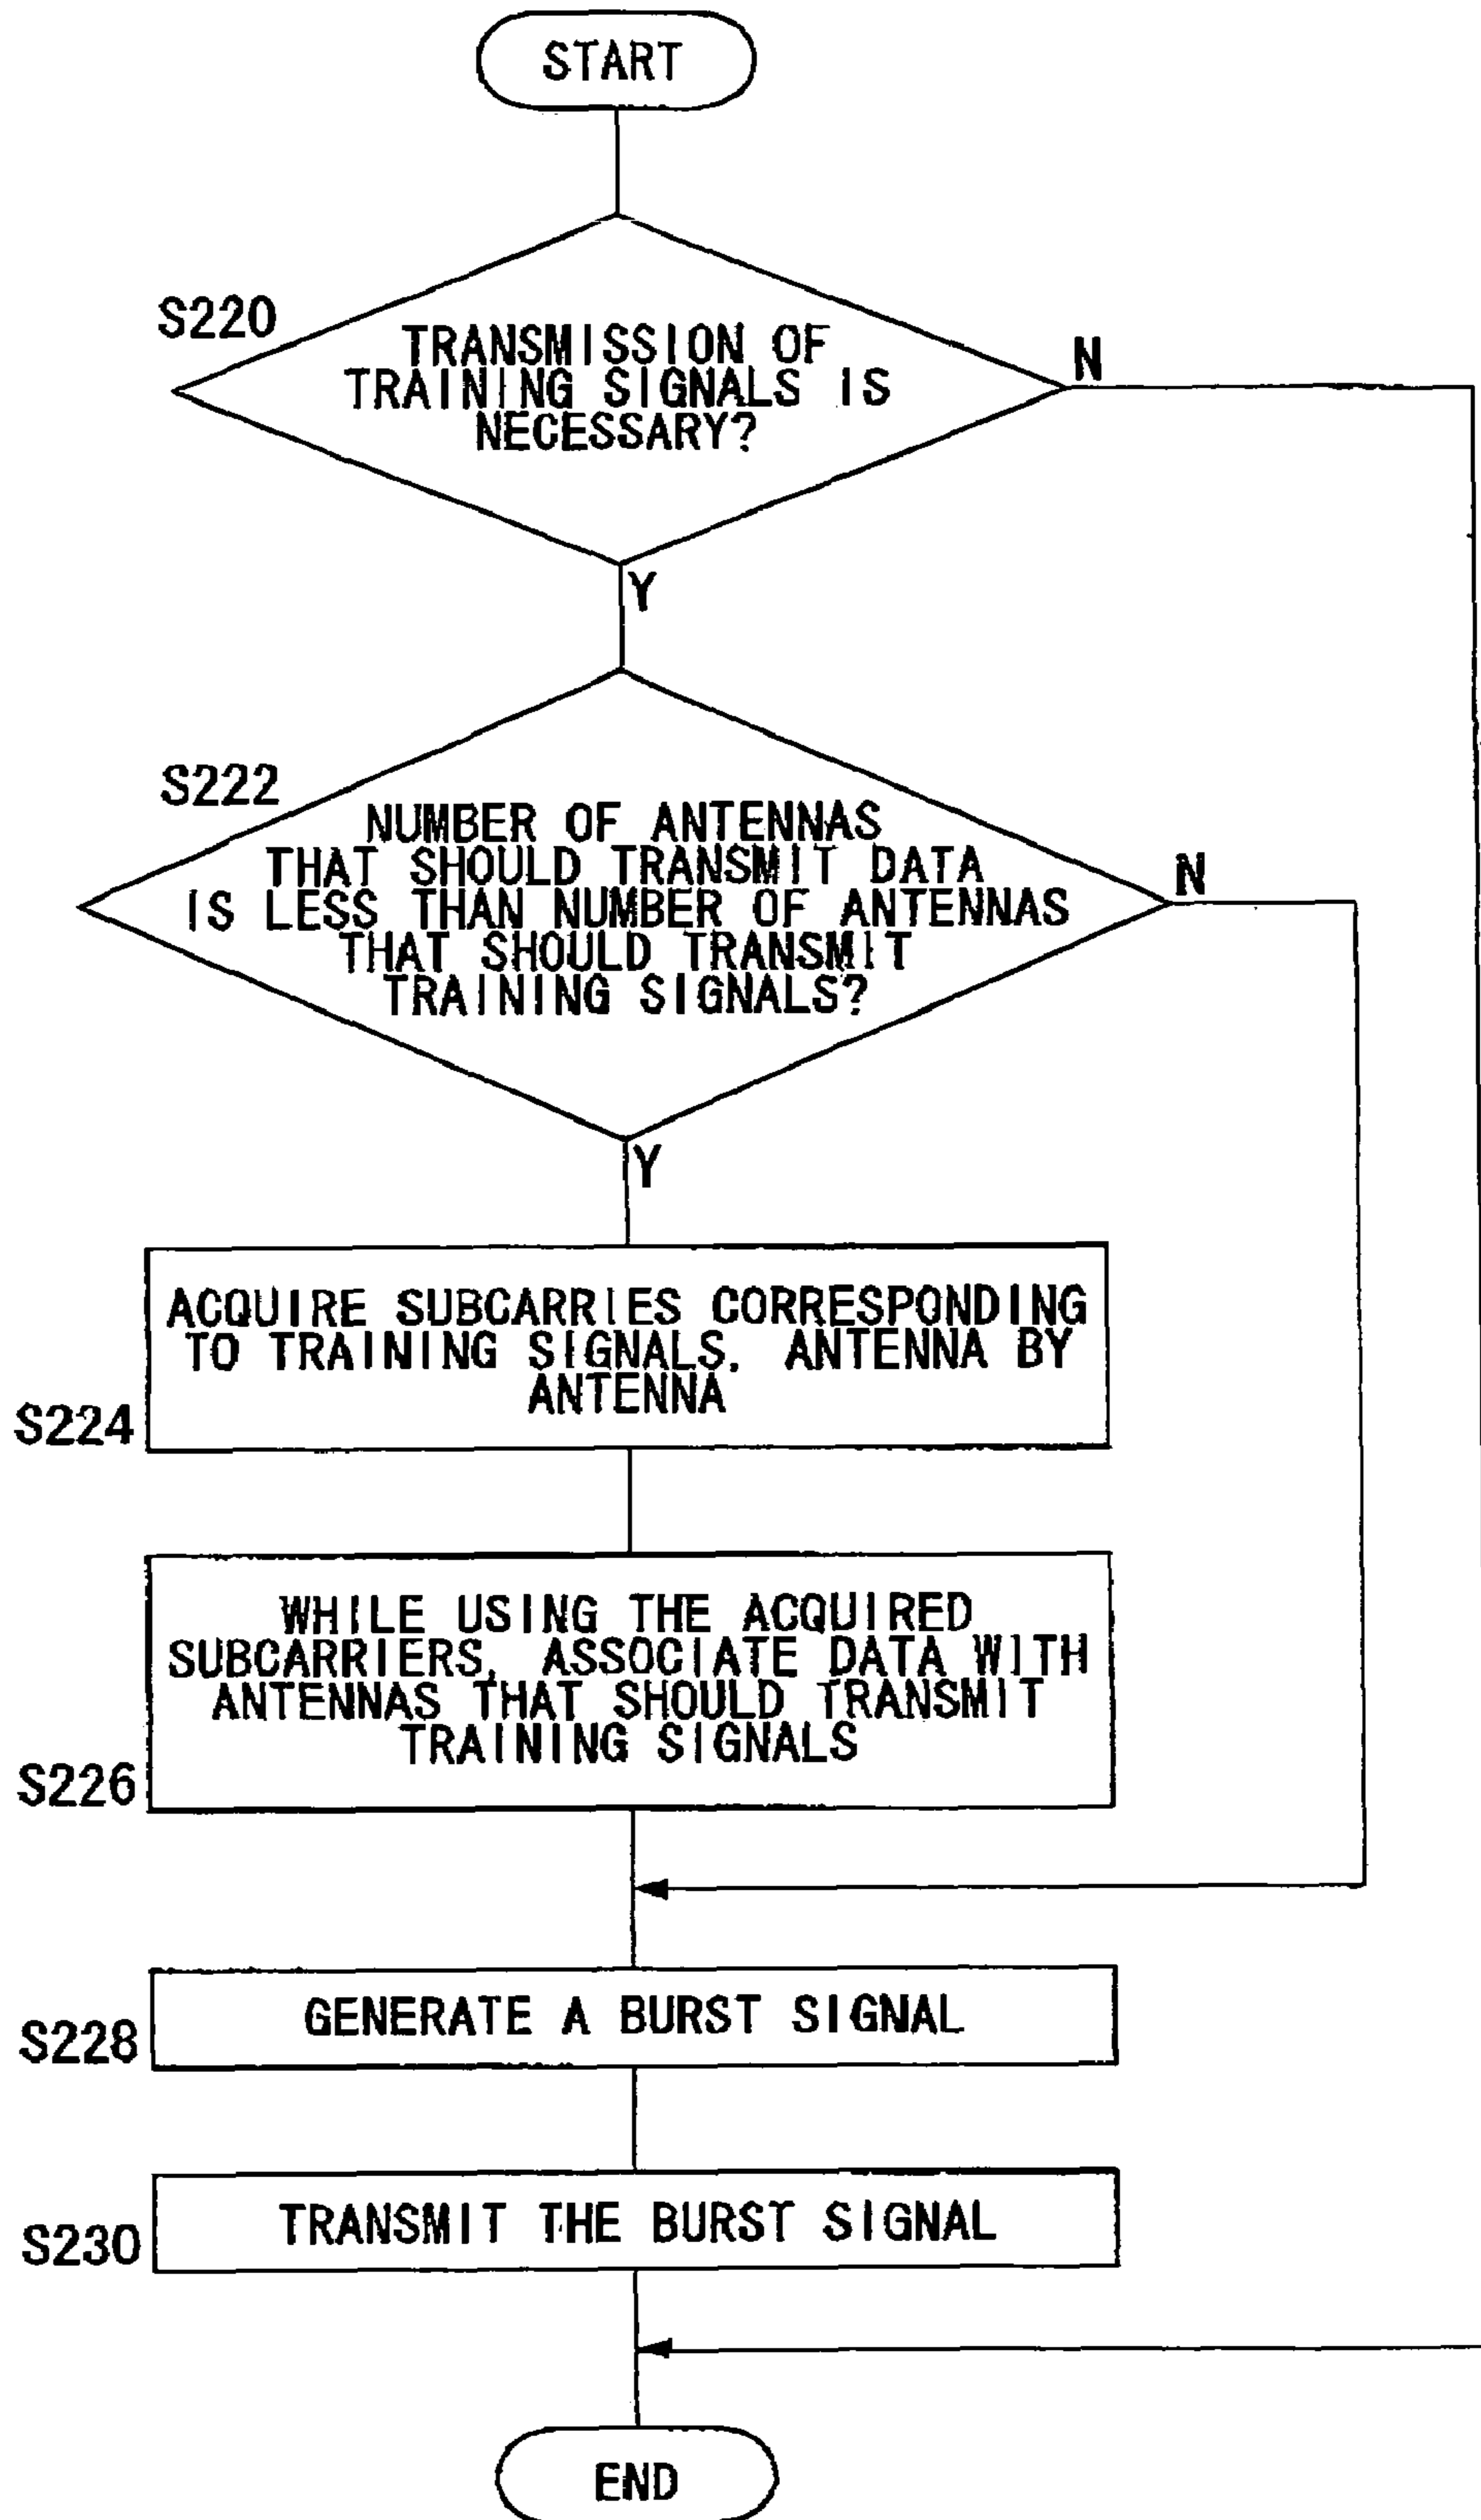 START
S220
TRANSMISSION OF
TRAINING SIGNALS IS
NECESSARY?
N
Y
S222
NUMBER OF ANTENNAS
THAT SHOULD TRANSMIT DATA
IS LESS THAN NUMBER OF ANTENNAS
THAT SHOULD TRANSMIT
TRAINING SIGNALS?
N
Y
ACQUIRE SUBCARRIES CORRESPONDING
TO TRAINING SIGNALS, ANTENNA BY
ANTENNA
S224
WHILE USING THE ACQUIRED
SUBCARRIERS, ASSOCIATE DATA WITH
ANTENNAS THAT SHOULD TRANSMIT
TRAINING SIGNALS
S226
GENERATE A BURST SIGNAL
S228
TRANSMIT THE BURST SIGNAL
S230
END